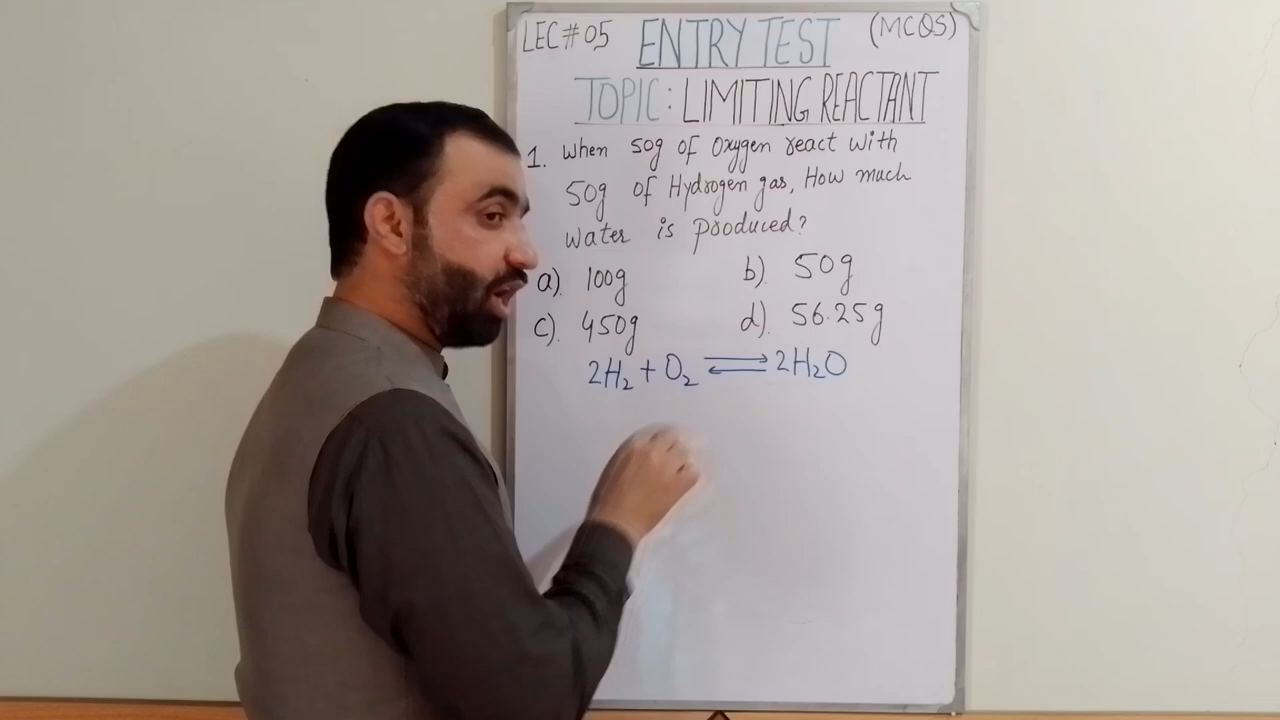 LEC# 05 ENTRY TEST (MCQS)
TOPIC: LIMITING REACTANT
1. When 50g of Oxygen react with
50g of Hydrogen gas, How much
water is produced?
a). 100g b). 50g
c). 450g d). 56.25g
2H₂ + O₂ ⇌ 2H₂O